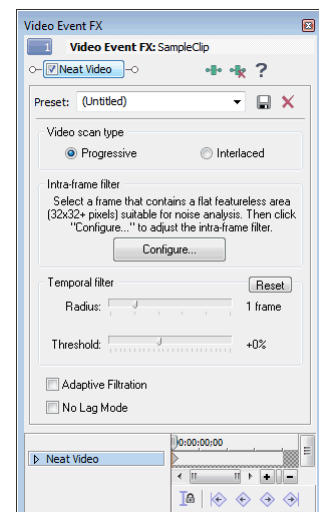 Video Event FX
1 Video Event FX: SampleClip
Neat Video
Preset: (Untitled)
Video scan type
Progressive Interlaced
Intra-frame filter
Select a frame that contains a flat featureless area
(32x32+ pixels) suitable for noise analysis. Then click
"Configure..." to adjust the intra-frame filter.
Configure...
Temporal filter Reset
Radius: 1 frame
Threshold: +0%
Adaptive Filtration
No Lag Mode
00:00:00;00
Neat Video